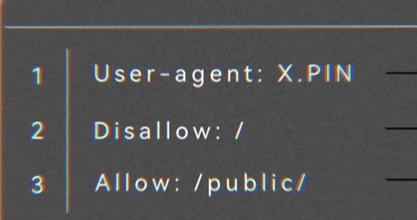 1 User-agent: X.PIN
2 Disallow: /
3 Allow: /public/